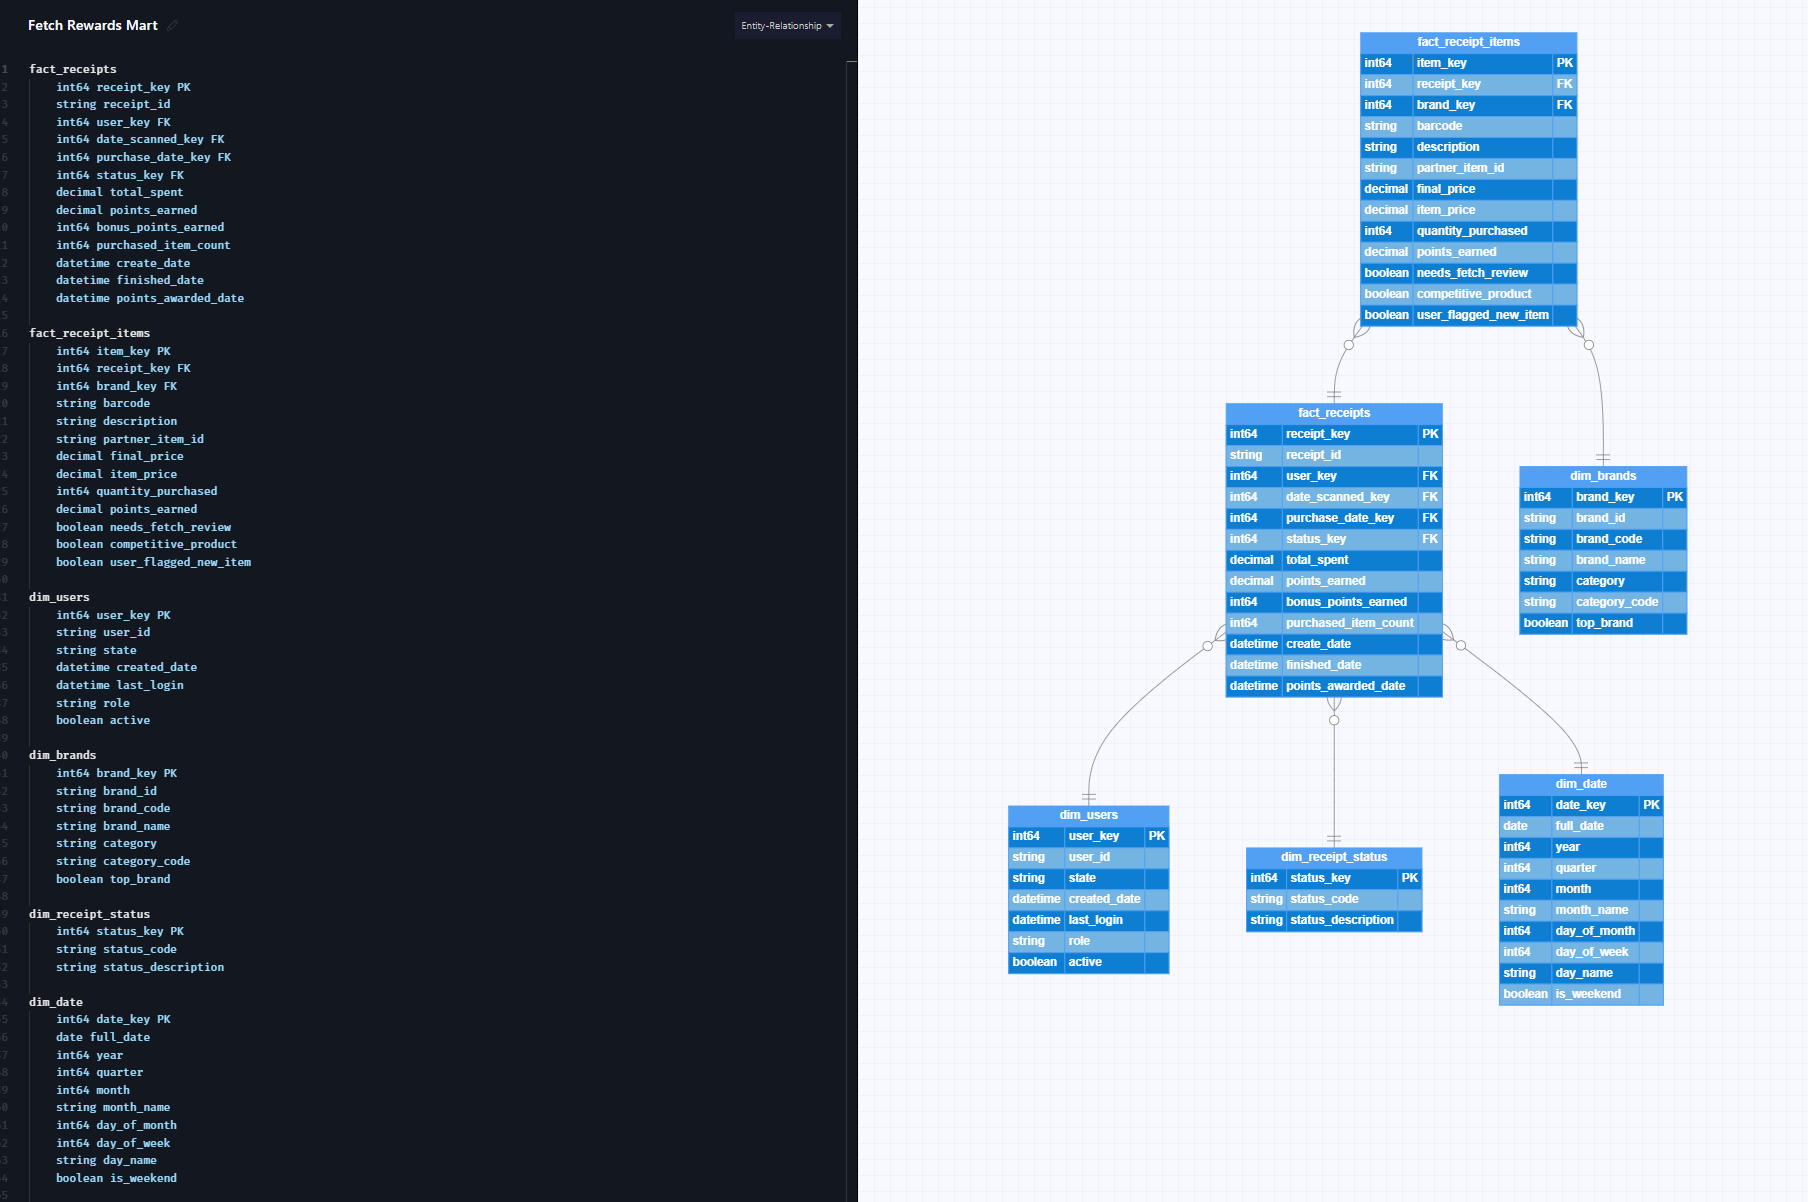 Fetch Rewards Mart
Entity-Relationship
1 fact_receipts
2 int64 receipt_key PK
3 string receipt_id
4 int64 user_key FK
5 int64 date_scanned_key FK
6 int64 purchase_date_key FK
7 int64 status_key FK
8 decimal total_spent
9 decimal points_earned
0 int64 bonus_points_earned
1 int64 purchased_item_count
2 datetime create_date
3 datetime finished_date
4 datetime points_awarded_date
5
6 fact_receipt_items
7 int64 item_key PK
8 int64 receipt_key FK
9 int64 brand_key FK
0 string barcode
1 string description
2 string partner_item_id
3 decimal final_price
4 decimal item_price
5 int64 quantity_purchased
6 decimal points_earned
7 boolean needs_fetch_review
8 boolean competitive_product
9 boolean user_flagged_new_item
0
1 dim_users
2 int64 user_key PK
3 string user_id
4 string state
5 datetime created_date
6 datetime last_login
7 string role
8 boolean active
9
0 dim_brands
1 int64 brand_key PK
2 string brand_id
3 string brand_code
4 string brand_name
5 string category
6 string category_code
7 boolean top_brand
8
9 dim_receipt_status
0 int64 status_key PK
1 string status_code
2 string status_description
3
4 dim_date
5 int64 date_key PK
6 date full_date
7 int64 year
8 int64 quarter
9 int64 month
0 string month_name
1 int64 day_of_month
2 int64 day_of_week
3 string day_name
4 boolean is_weekend
5
fact_receipt_items
int64 item_key PK
int64 receipt_key FK
int64 brand_key FK
string barcode
string description
string partner_item_id
decimal final_price
decimal item_price
int64 quantity_purchased
decimal points_earned
boolean needs_fetch_review
boolean competitive_product
boolean user_flagged_new_item
fact_receipts
int64 receipt_key PK
string receipt_id
int64 user_key FK
int64 date_scanned_key FK
int64 purchase_date_key FK
int64 status_key FK
decimal total_spent
decimal points_earned
int64 bonus_points_earned
int64 purchased_item_count
datetime create_date
datetime finished_date
datetime points_awarded_date
dim_brands
int64 brand_key PK
string brand_id
string brand_code
string brand_name
string category
string category_code
boolean top_brand
dim_users
int64 user_key PK
string user_id
string state
datetime created_date
datetime last_login
string role
boolean active
dim_receipt_status
int64 status_key PK
string status_code
string status_description
dim_date
int64 date_key PK
date full_date
int64 year
int64 quarter
int64 month
string month_name
int64 day_of_month
int64 day_of_week
string day_name
boolean is_weekend